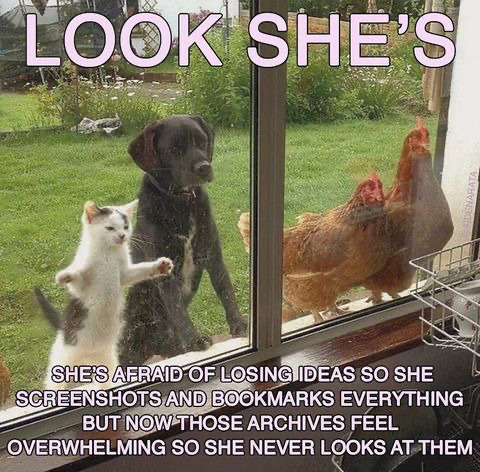 LOOK SHE'S
SHE'S AFRAID OF LOSING IDEAS SO SHE
SCREENSHOTS AND BOOKMARKS EVERYTHING
BUT NOW THOSE ARCHIVES FEEL
OVERWHELMING SO SHE NEVER LOOKS AT THEM
@AIDENARATA